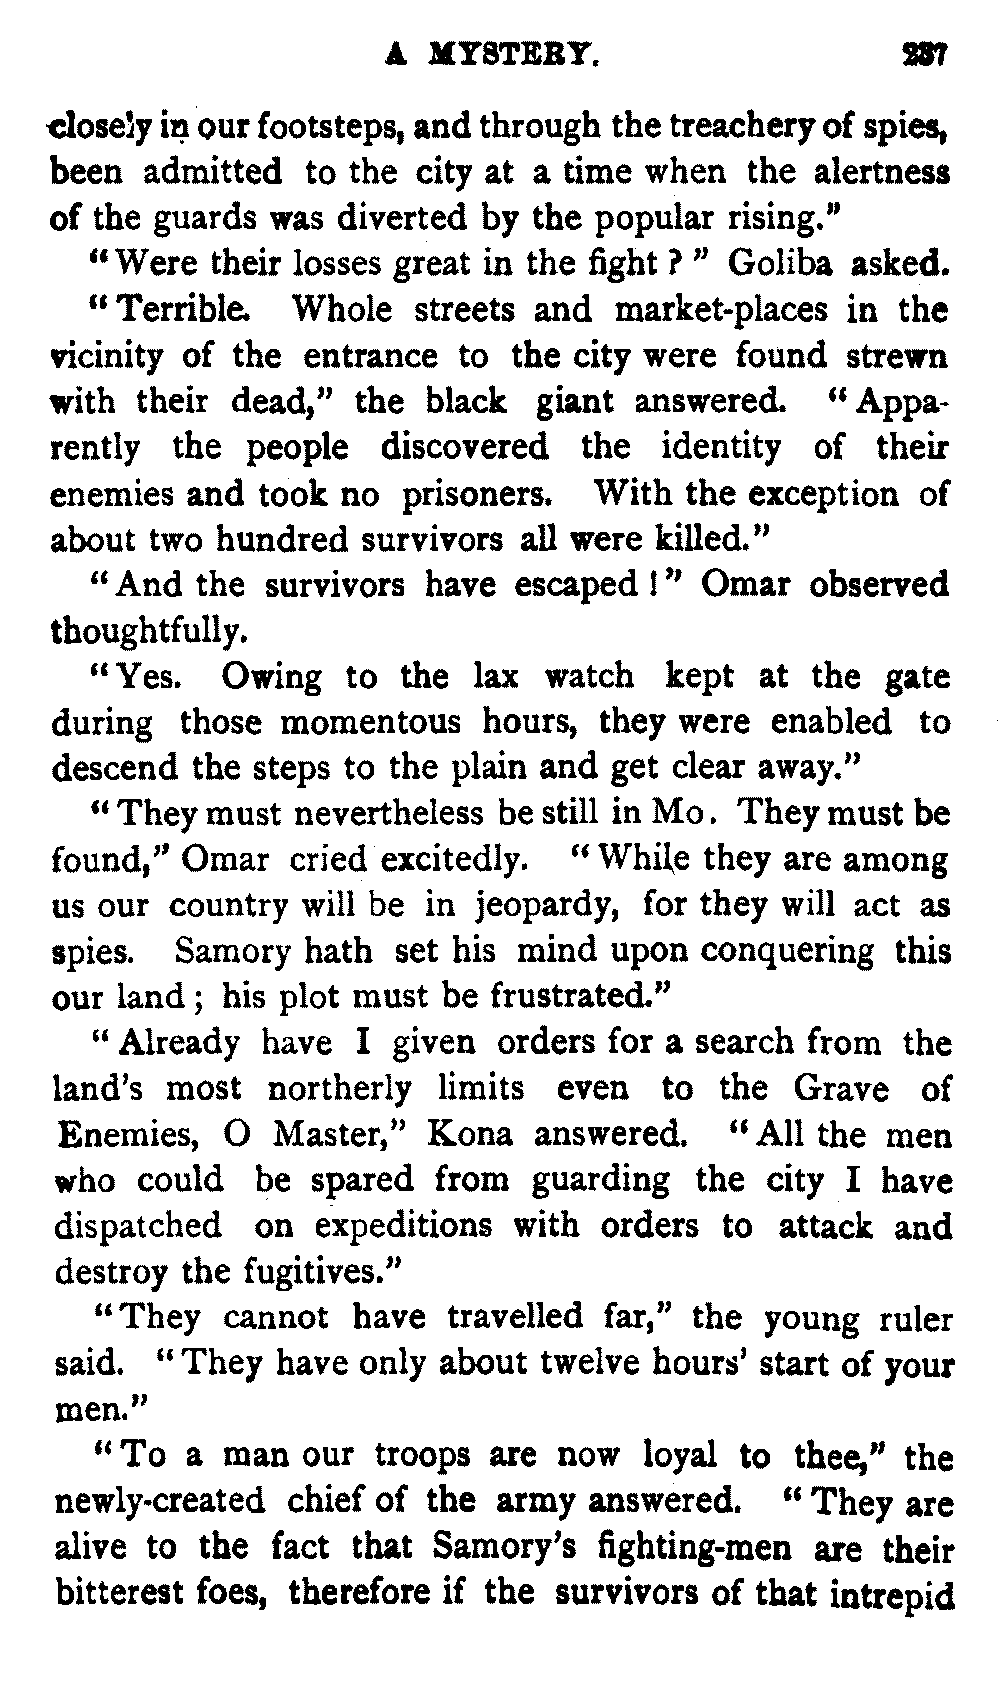 A MYSTERY. 237
closely in our footsteps, and through the treachery of spies,
been admitted to the city at a time when the alertness
of the guards was diverted by the popular rising."
"Were their losses great in the fight?" Goliba asked.
"Terrible. Whole streets and market-places in the
vicinity of the entrance to the city were found strewn
with their dead," the black giant answered. "Appa-
rently the people discovered the identity of their
enemies and took no prisoners. With the exception of
about two hundred survivors all were killed."
"And the survivors have escaped!" Omar observed
thoughtfully.
"Yes. Owing to the lax watch kept at the gate
during those momentous hours, they were enabled to
descend the steps to the plain and get clear away."
"They must nevertheless be still in Mo. They must be
found," Omar cried excitedly. "While they are among
us our country will be in jeopardy, for they will act as
spies. Samory hath set his mind upon conquering this
our land; his plot must be frustrated."
"Already have I given orders for a search from the
land's most northerly limits even to the Grave of
Enemies, O Master," Kona answered. "All the men
who could be spared from guarding the city I have
dispatched on expeditions with orders to attack and
destroy the fugitives."
"They cannot have travelled far," the young ruler
said. "They have only about twelve hours' start of your
men."
"To a man our troops are now loyal to thee," the
newly-created chief of the army answered. "They are
alive to the fact that Samory's fighting-men are their
bitterest foes, therefore if the survivors of that intrepid